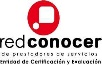 redconocer
de prestadores de servicios
Entidad de Certificación y Evaluación